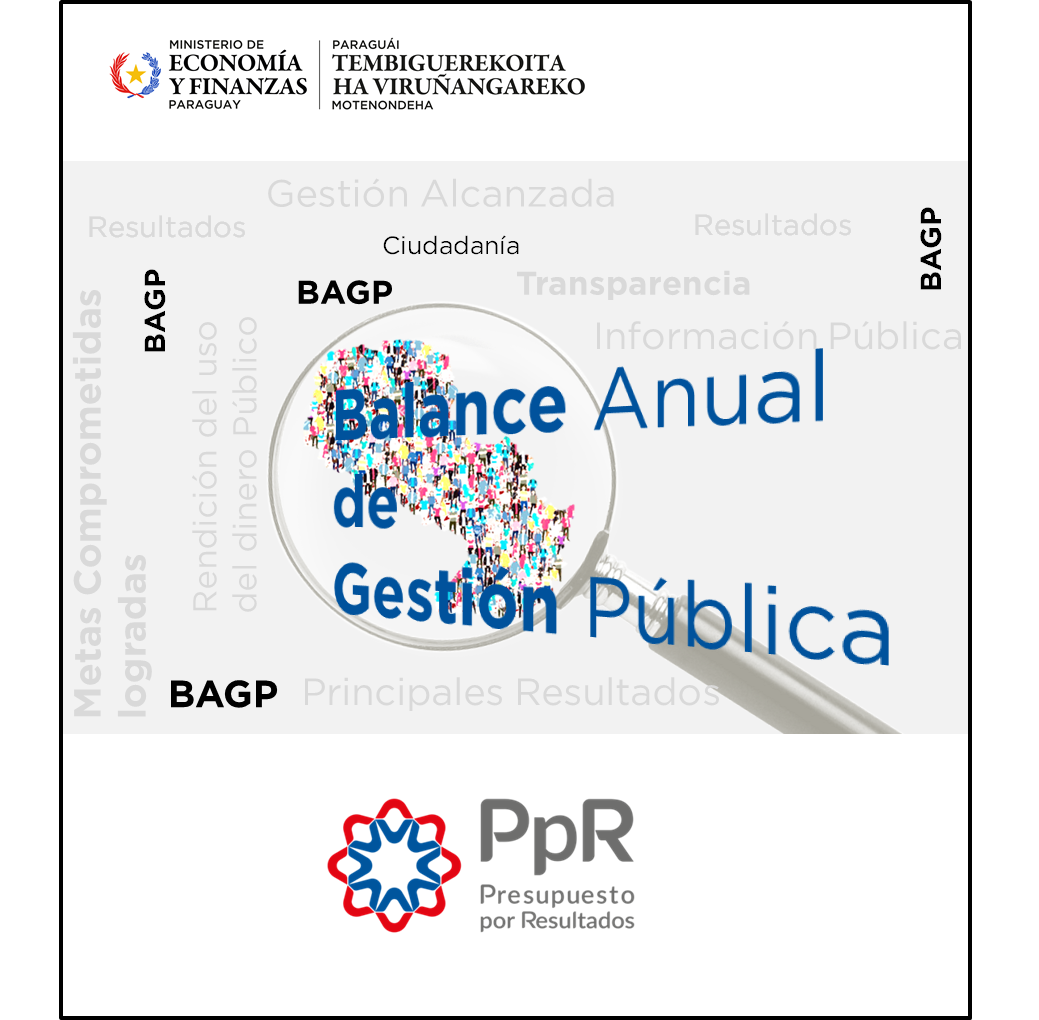 MINISTERIO DE
ECONOMÍA
Y FINANZAS
PARAGUAY
PARAGUÁI
TEMBIGUEREKOITA
HA VIRUÑANGAREKO
MOTENONDEHA
Gestión Alcanzada
Resultados
Resultados
BAGP
Ciudadanía
BAGP
BAGP
Transparencia
Información Pública
Metas Comprometidas
logradas
Rendición del uso
del dinero Público
Balance Anual
de
Gestión Pública
BAGP
Principales Resultados
PpR
Presupuesto
por Resultados